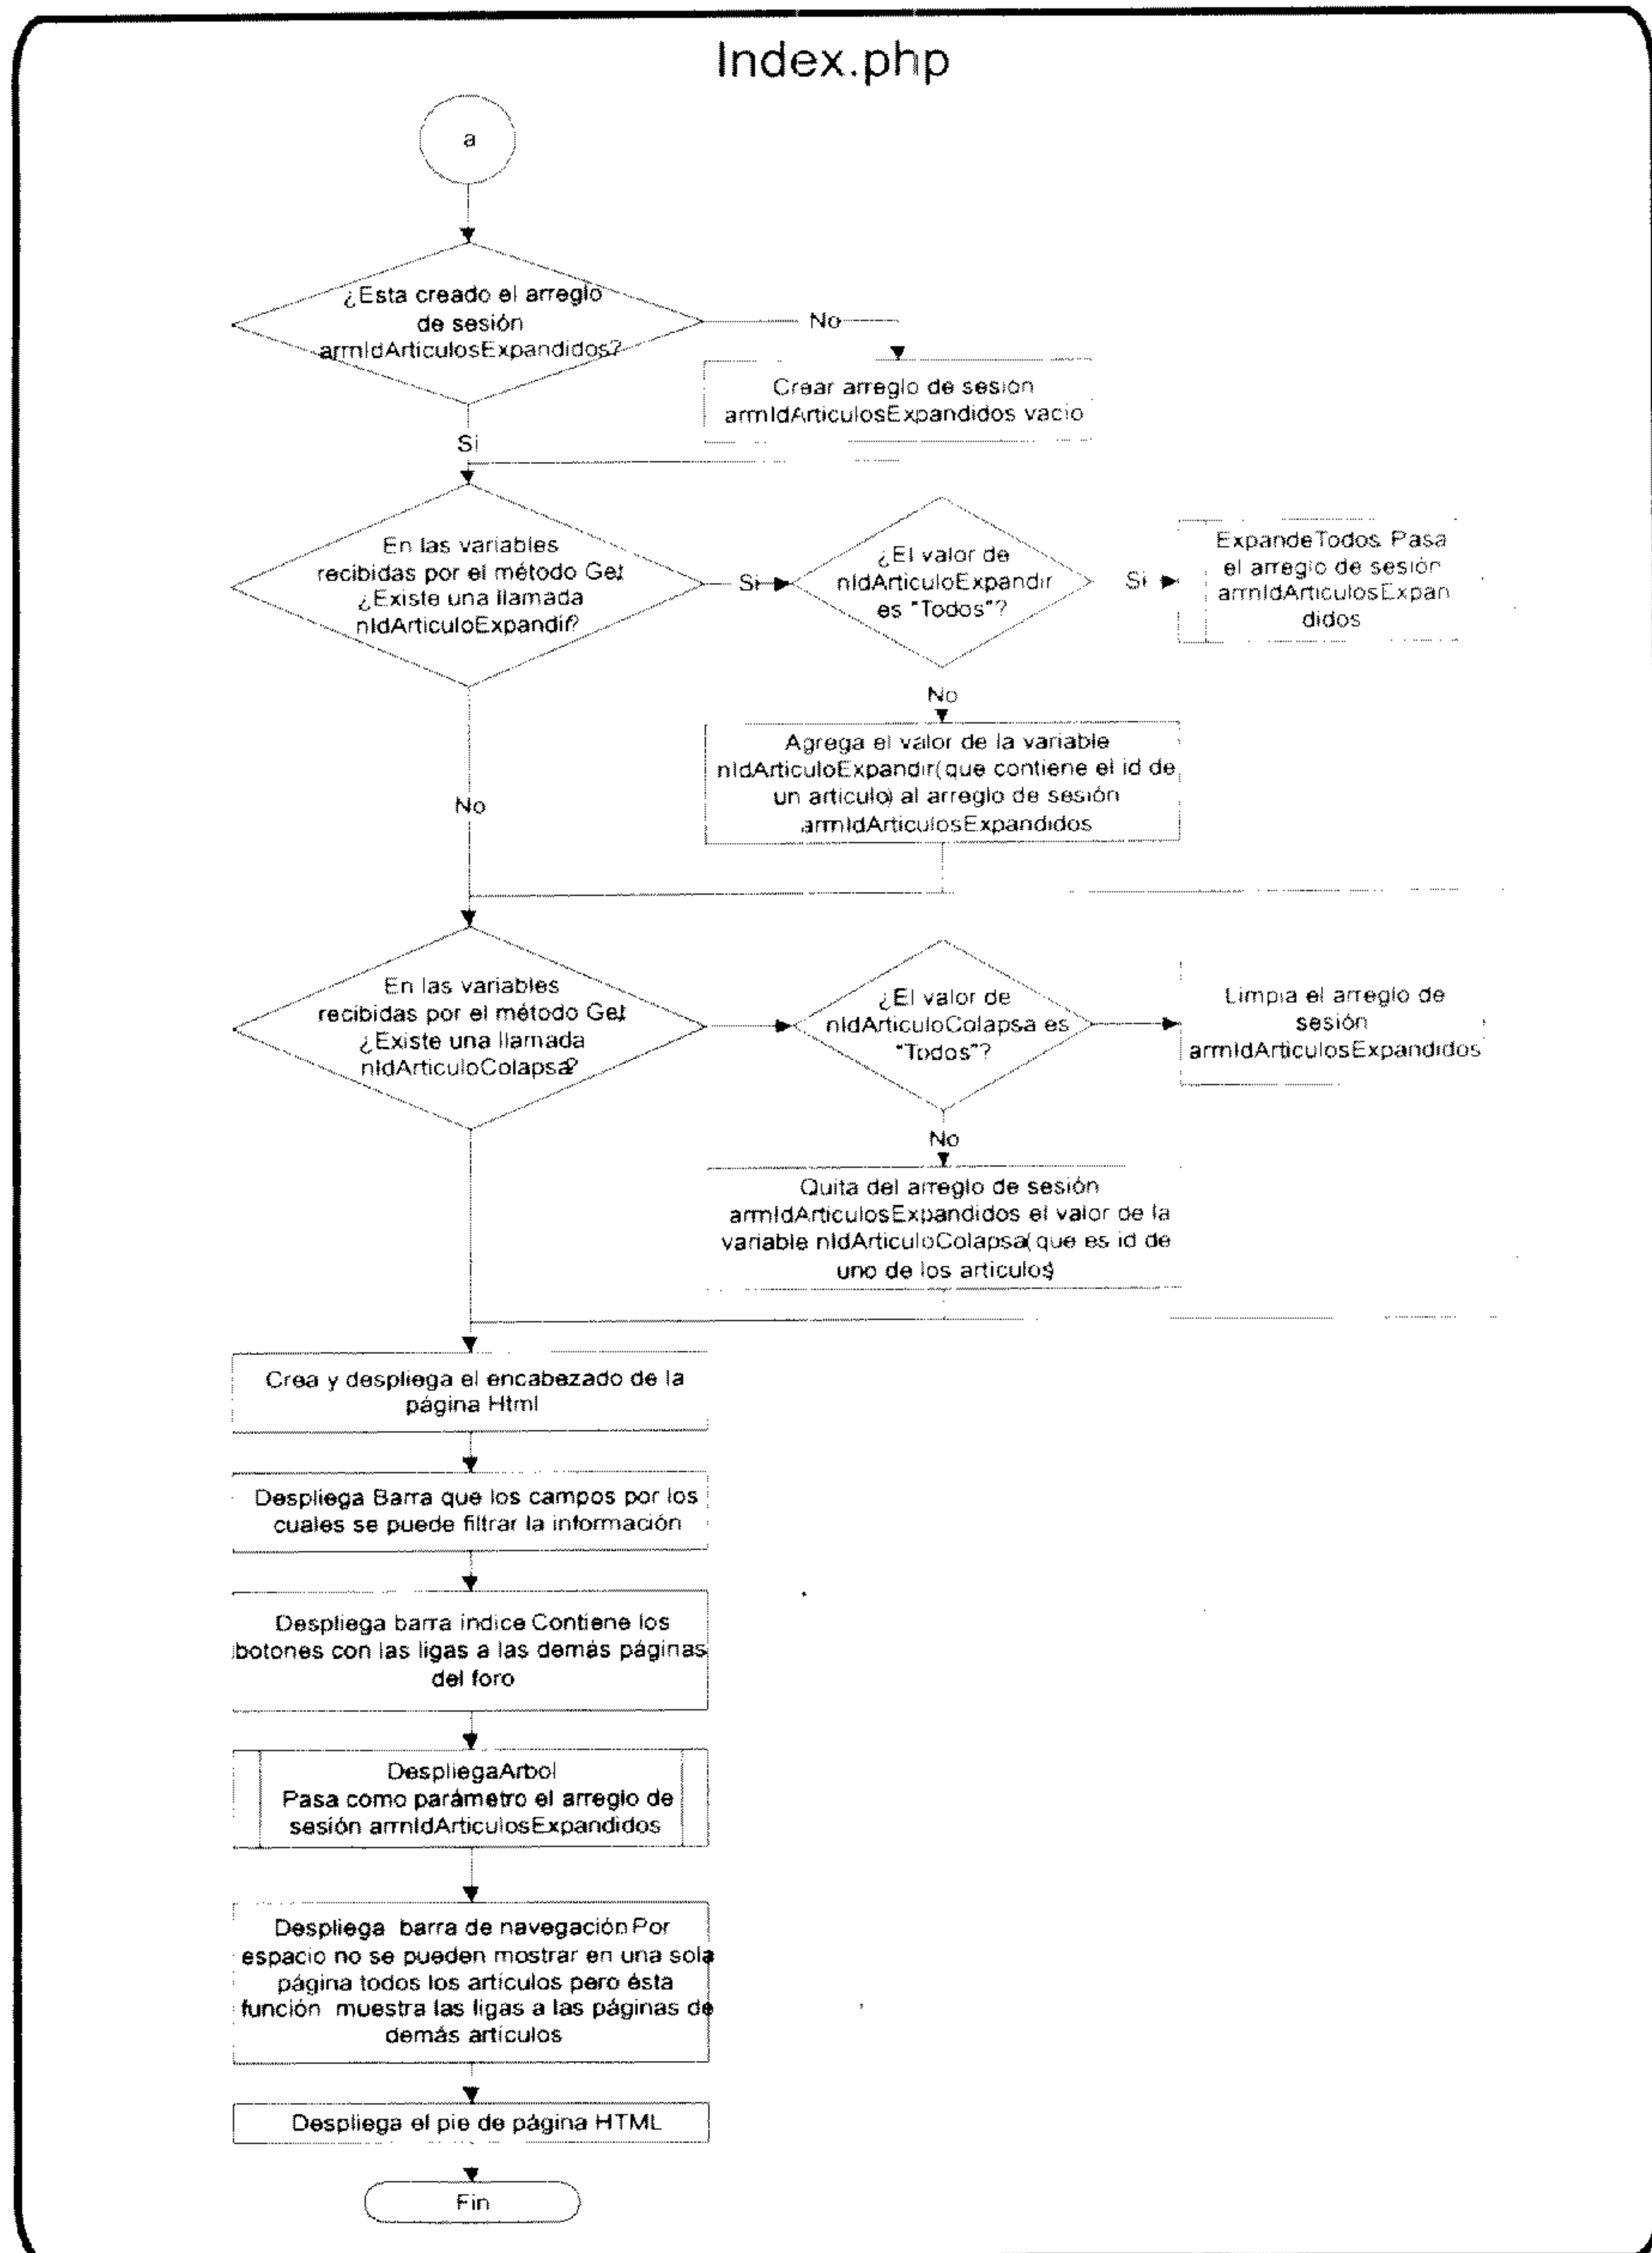 Index.php
a
¿Esta creado el arreglo
de sesión
arrnIdArticulosExpandidos?
No
Crear arreglo de sesión
arrnIdArticulosExpandidos vacio
Si
En las variables
recibidas por el método Get
¿Existe una llamada
nIdArticuloExpandir?
Si
¿El valor de
nIdArticuloExpandir
es "Todos"?
Si
ExpandeTodos Pasa
el arreglo de sesión
arrnIdArticulosExpan
didos
No
Agrega el valor de la variable
nIdArticuloExpandir(que contiene el id de
un articulo) al arreglo de sesión
arrnIdArticulosExpandidos
No
En las variables
recibidas por el método Get
¿Existe una llamada
nIdArticuloColapsa?
¿El valor de
nIdArticuloColapsa es
"Todos"?
Limpia el arreglo de
sesión
arrnIdArticulosExpandidos
No
Quita del arreglo de sesión
arrnIdArticulosExpandidos el valor de la
variable nIdArticuloColapsa(que es id de
uno de los articulos)
Crea y despliega el encabezado de la
página Html
Despliega Barra que los campos por los
cuales se puede filtrar la información
Despliega barra índice Contiene los
botones con las ligas a las demás páginas
del foro
DespliegaArbol
Pasa como parámetro el arreglo de
sesión arrnIdArticulosExpandidos
Despliega barra de navegación Por
espacio no se pueden mostrar en una sola
página todos los artículos pero ésta
función muestra las ligas a las páginas de
demás artículos
Despliega el pie de página HTML
Fin